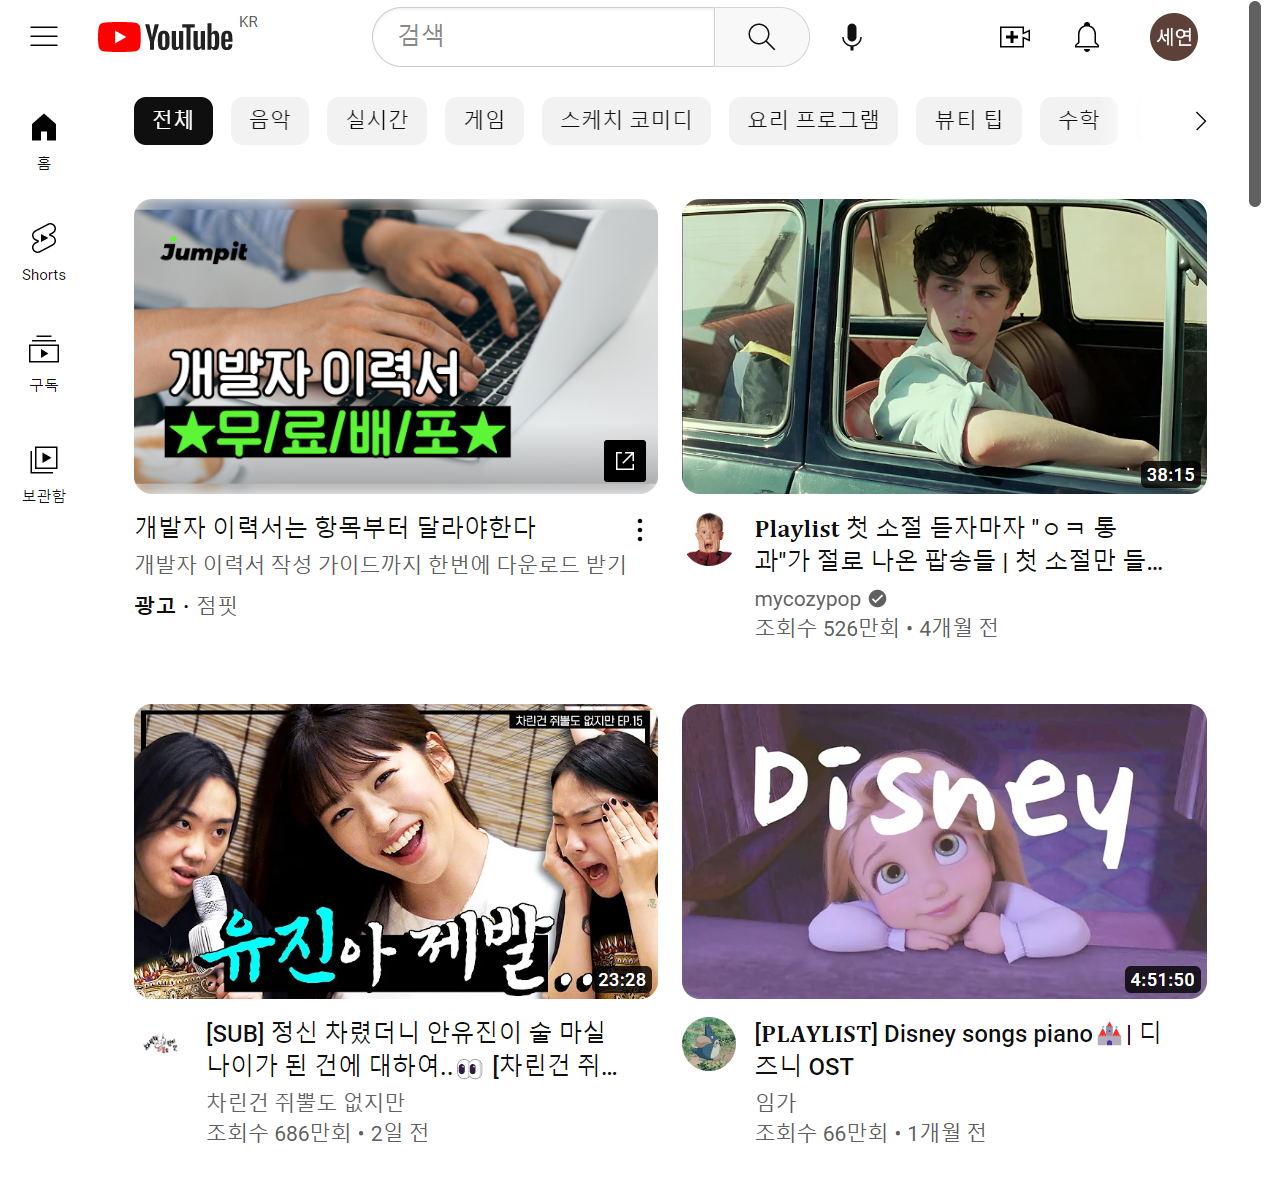 YouTube KR
검색
세연
전체 음악 실시간 게임 스케치 코미디 요리 프로그램 뷰티 팁 수학
홈
Shorts
구독
보관함
Jumpit
개발자 이력서
★무/료/배/포★
개발자 이력서는 항목부터 달라야한다
개발자 이력서 작성 가이드까지 한번에 다운로드 받기
광고 · 점핏
38:15
Playlist 첫 소절 듣자마자 "ㅇㅋ 통
과"가 절로 나온 팝송들 | 첫 소절만 들...
mycozypop
조회수 526만회 • 4개월 전
차린건 쥐뿔도 없지만 EP.15
유진아 제발...
23:28
[SUB] 정신 차렸더니 안유진이 술 마실
나이가 된 건에 대하여..👀 [차린건 쥐...
차린건 쥐뿔도 없지만
조회수 686만회 • 2일 전
Disney
4:51:50
[PLAYLIST] Disney songs piano🏰| 디
즈니 OST
임가
조회수 66만회 • 1개월 전